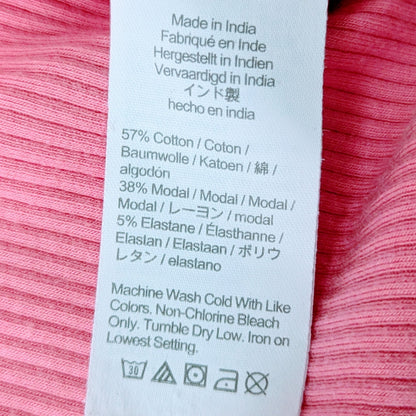 Made in India
Fabriqué en Inde
Hergestellt in Indien
Vervaardigd in India
インド製
hecho en india
57% Cotton / Coton /
Baumwolle / Katoen / 綿 /
algodón
38% Modal / Modal / Modal /
Modal / レーヨン / modal
5% Elastane / Élasthanne /
Elastan / Elastaan / ポリウ
レタン / elastano
Machine Wash Cold With Like
Colors. Non-Chlorine Bleach
Only. Tumble Dry Low. Iron on
Lowest Setting.
30